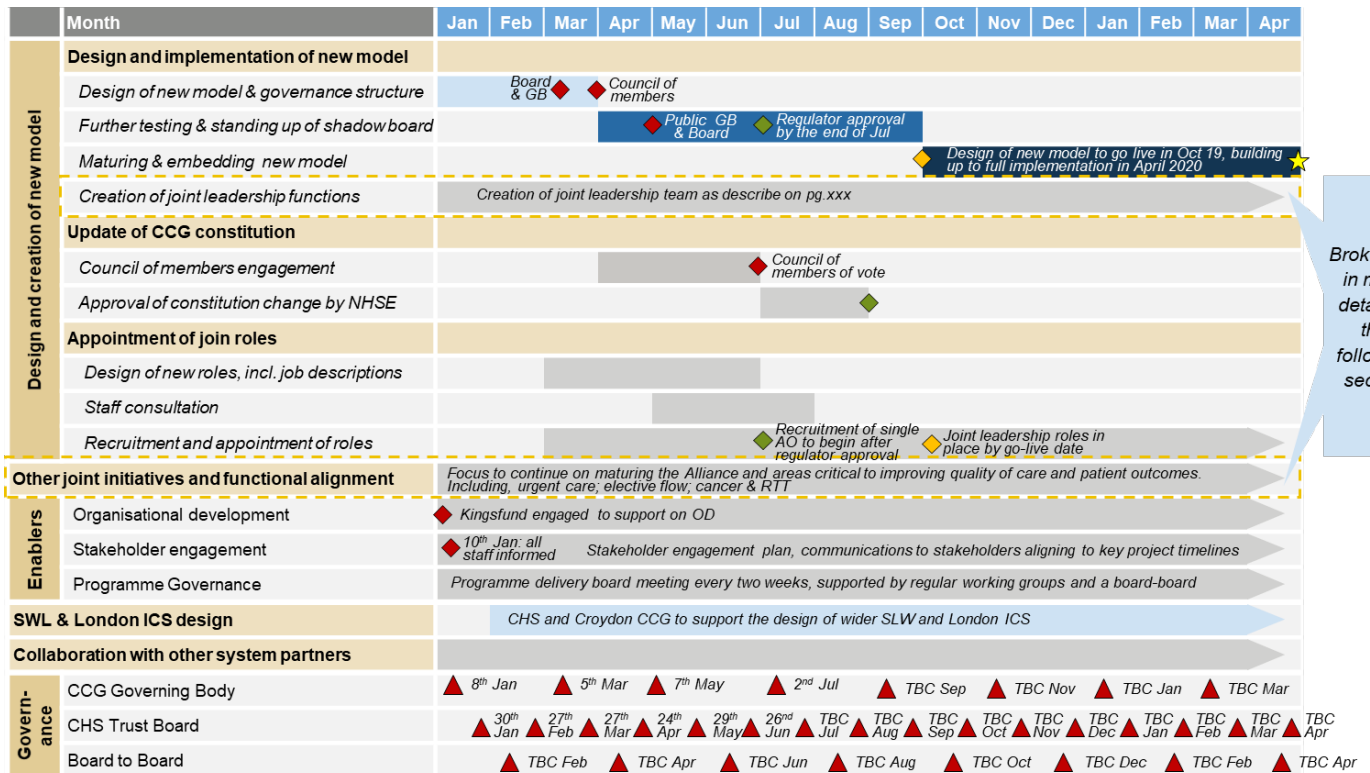 Month Jan Feb Mar Apr May Jun Jul Aug Sep Oct Nov Dec Jan Feb Mar Apr
Design and creation of new model
Design and implementation of new model
Design of new model & governance structure
Board
& GB
Council of
members
Further testing & standing up of shadow board
Public GB
& Board
Regulator approval
by the end of Jul
Maturing & embedding new model
Design of new model to go live in Oct 19, building
up to full implementation in April 2020
Creation of joint leadership functions
Creation of joint leadership team as describe on pg.xxx
Update of CCG constitution
Council of members engagement
Council of
members of vote
Approval of constitution change by NHSE
Appointment of join roles
Design of new roles, incl. job descriptions
Staff consultation
Recruitment and appointment of roles
Recruitment of single
AO to begin after
regulator approval
Joint leadership roles in
place by go-live date
Other joint initiatives and functional alignment
Focus to continue on maturing the Alliance and areas critical to improving quality of care and patient outcomes.
Including, urgent care; elective flow; cancer & RTT
Enablers
Organisational development
Kingsfund engaged to support on OD
Stakeholder engagement
10th Jan: all
staff informed
Stakeholder engagement plan, communications to stakeholders aligning to key project timelines
Programme Governance
Programme delivery board meeting every two weeks, supported by regular working groups and a board-board
SWL & London ICS design
CHS and Croydon CCG to support the design of wider SLW and London ICS
Collaboration with other system partners
Govern-
ance
CCG Governing Body
8th Jan 5th Mar 7th May 2nd Jul TBC Sep TBC Nov TBC Jan TBC Mar
CHS Trust Board
30th 27th 27th 24th 29th 26nd TBC TBC TBC TBC TBC TBC TBC TBC TBC TBC
Jan Feb Mar Apr May Jun Jul Aug Sep Oct Nov Dec Jan Feb Mar Apr
Board to Board
TBC Feb TBC Apr TBC Jun TBC Aug TBC Oct TBC Dec TBC Feb TBC Apr
Brok
in m
deta
th
follo
sec